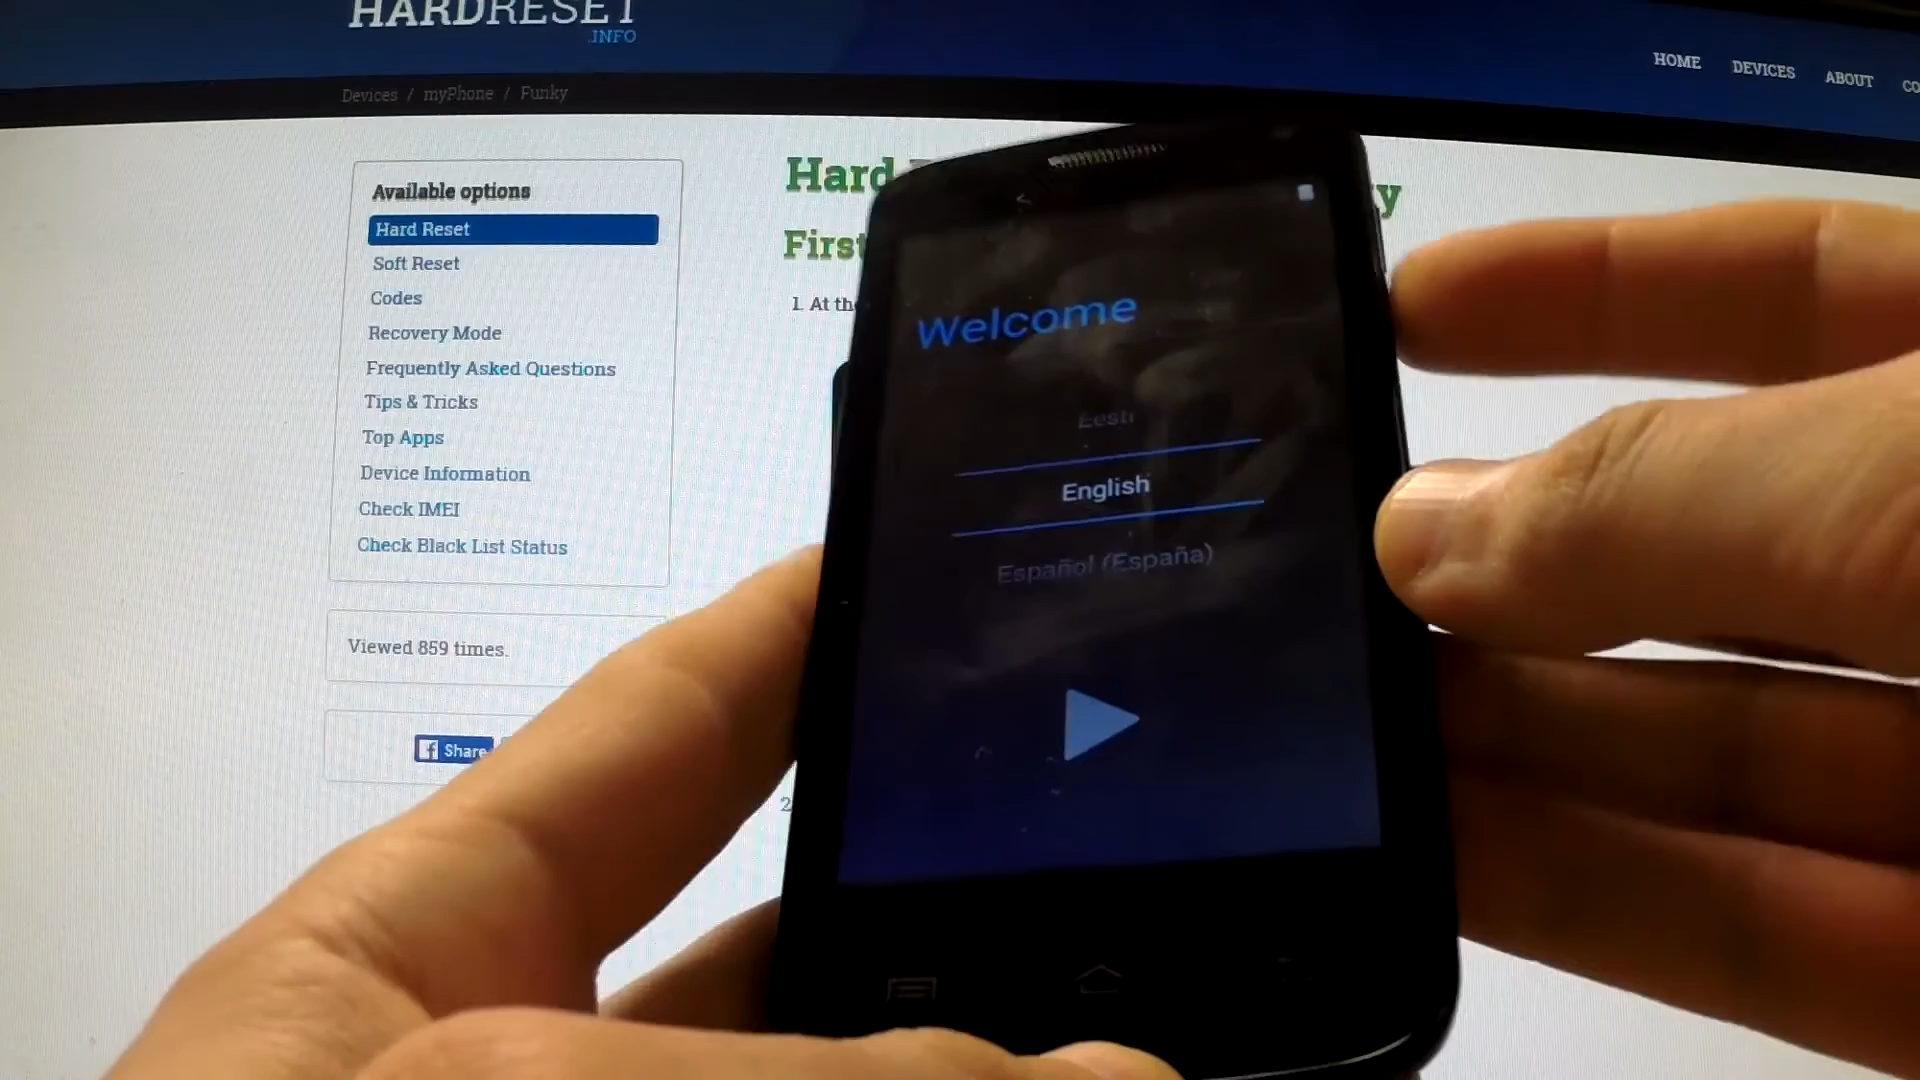 HARDRESET
.INFO
HOME DEVICES ABOUT
Devices / myPhone / Funky
Available options
Hard Reset
Soft Reset
Codes
Recovery Mode
Frequently Asked Questions
Tips & Tricks
Top Apps
Device Information
Check IMEI
Check Black List Status
Viewed 859 times.
f Share
Hard
First
1. At the
2
Welcome
Eesti
English
Español (España)